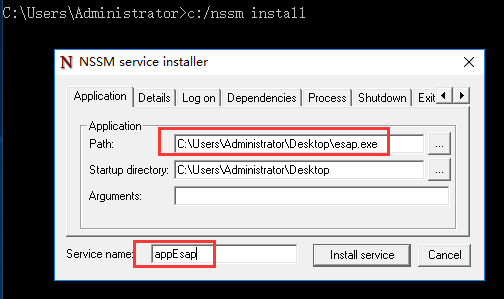 C:\Users\Administrator>c:/nssm install
NSSM service installer
Application Details Log on Dependencies Process Shutdown Exit
Application
Path: C:\Users\Administrator\Desktop\esap.exe ...
Startup directory: C:\Users\Administrator\Desktop ...
Arguments:
Service name: appEsap Install service Cancel